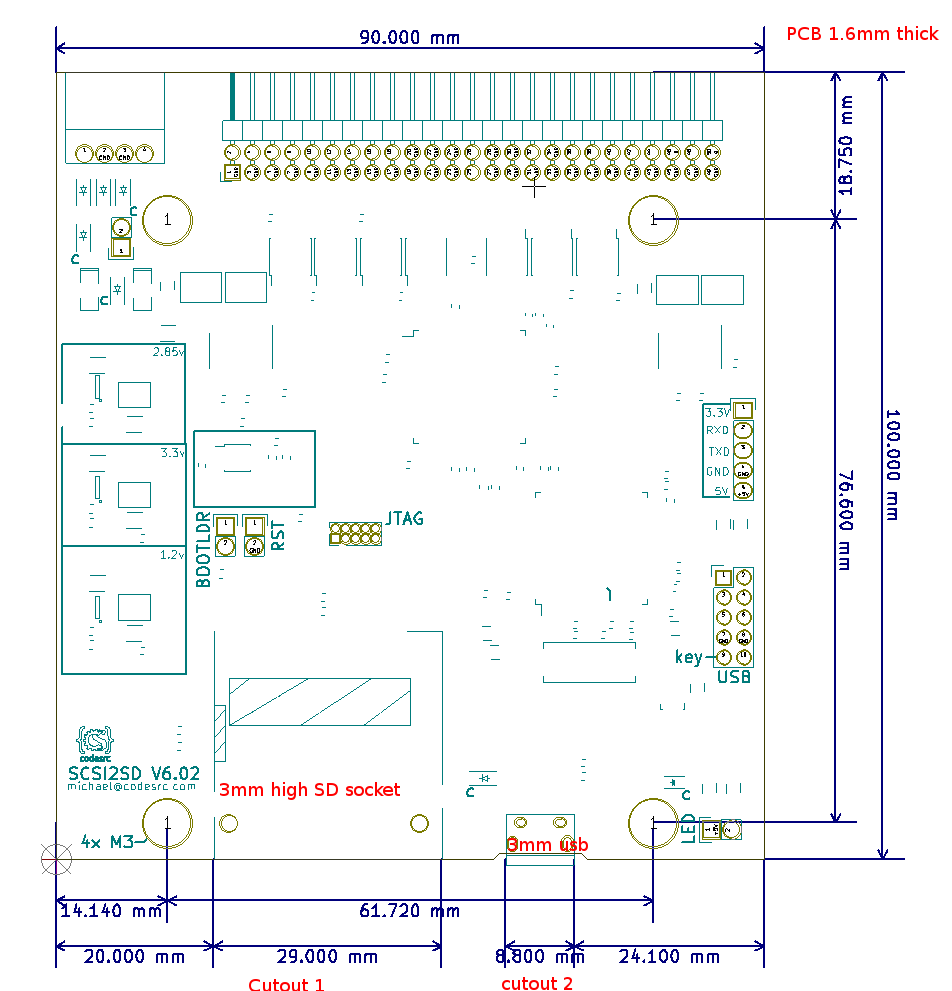 90.000 mm
PCB 1.6mm thick
18.750 mm
1
1
C
C
C
2.85v
3.3V
RXD
TXD
GND
5V
3.3v
100.000 mm
76.600 mm
BOOTLDR
RST
JTAG
1.2v
key
USB
SCSI2SD V6.02
michael@codesrc.com
codesrc
3mm high SD socket
C
C
LED
4x M3
1
3mm usb
1
14.140 mm
61.720 mm
20.000 mm
29.000 mm
8.800 mm
24.100 mm
Cutout 1
cutout 2